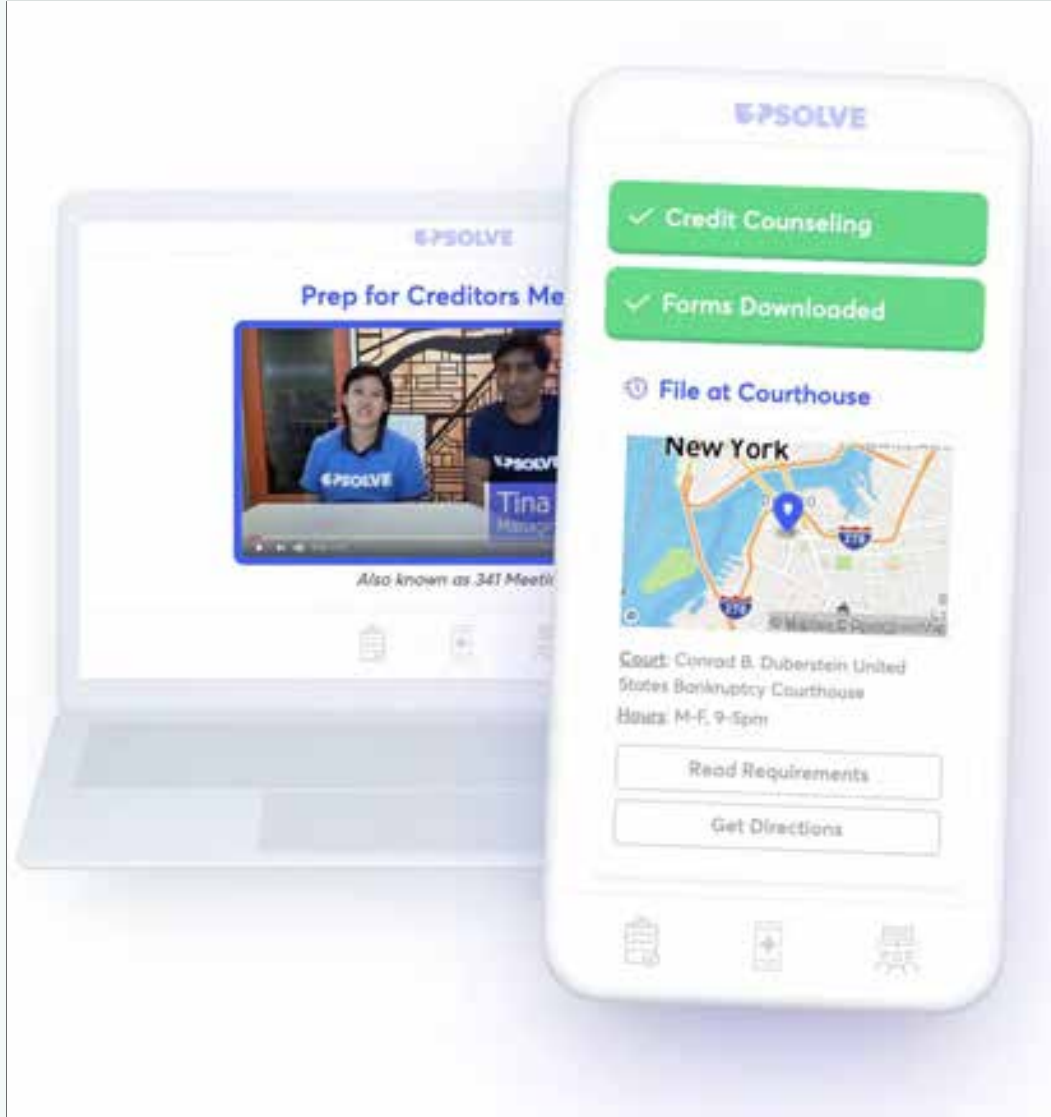 UPSOLVE
Prep for Creditors Me
UPSOLVE
UPSOLVE
Tina
Manag
Also known as 341 Meetin
UPSOLVE
✓ Credit Counseling
✓ Forms Downloaded
File at Courthouse
New York
278
278
Court: Conrad B. Duberstein United
States Bankruptcy Courthouse
Hours: M-F, 9-5pm
Read Requirements
Get Directions